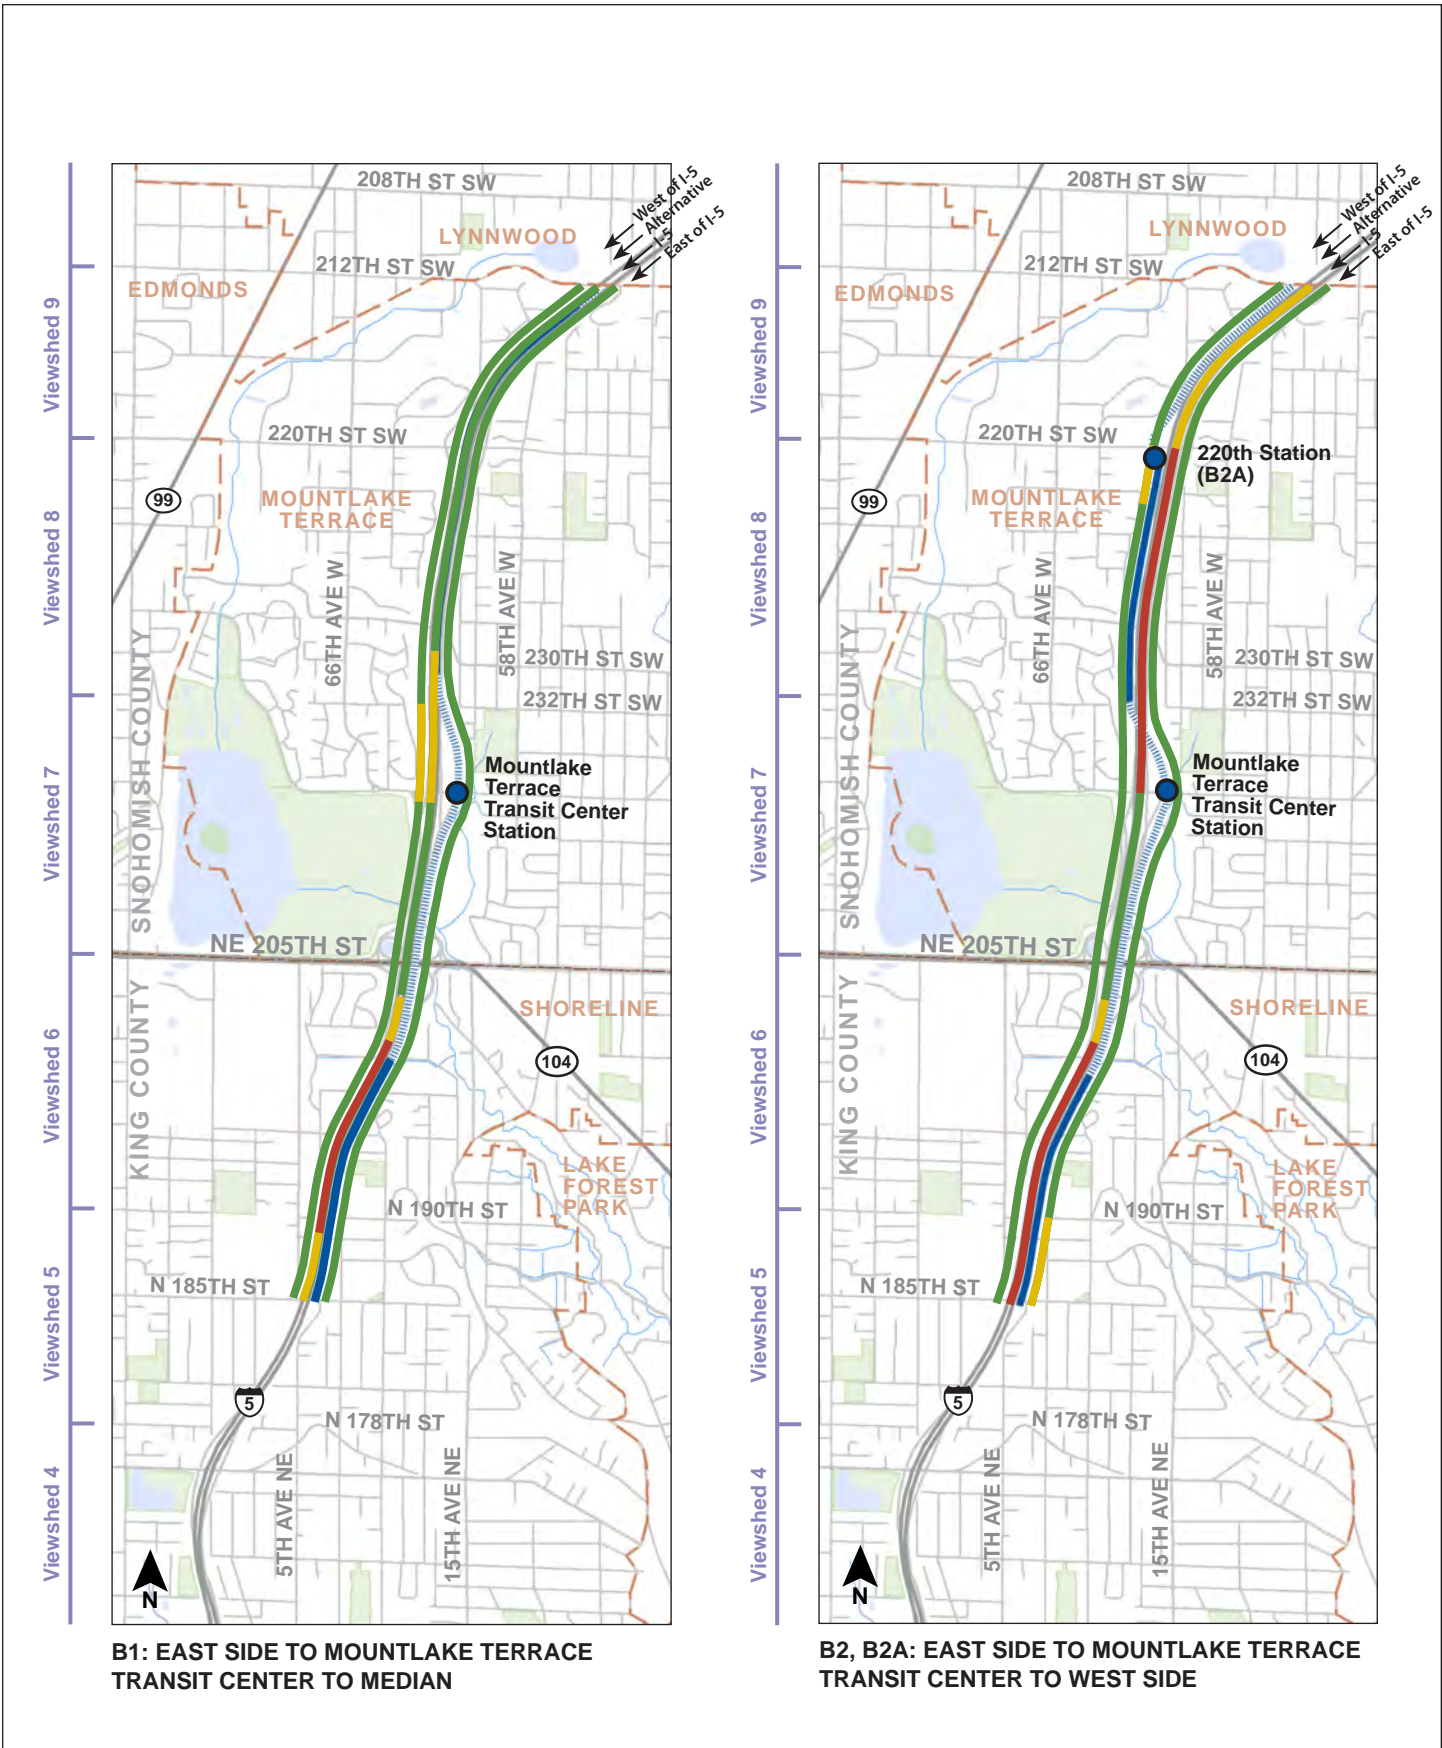 208TH ST SW
West of I-5
Alternative
I-5
East of I-5
LYNNWOOD
212TH ST SW
EDMONDS
Viewshed 9
220TH ST SW
99
MOUNTLAKE
TERRACE
Viewshed 8
66TH AVE W
58TH AVE W
230TH ST SW
232TH ST SW
SNOHOMISH COUNTY
Viewshed 7
Mountlake
Terrace
Transit Center
Station
NE 205TH ST
KING COUNTY
SHORELINE
104
Viewshed 6
LAKE
FOREST
PARK
N 190TH ST
N 185TH ST
Viewshed 5
5
N 178TH ST
5TH AVE NE
15TH AVE NE
Viewshed 4
N
B1: EAST SIDE TO MOUNTLAKE TERRACE
TRANSIT CENTER TO MEDIAN
208TH ST SW
West of I-5
Alternative
I-5
East of I-5
LYNNWOOD
212TH ST SW
EDMONDS
Viewshed 9
220TH ST SW
220th Station
(B2A)
99
MOUNTLAKE
TERRACE
Viewshed 8
66TH AVE W
58TH AVE W
230TH ST SW
232TH ST SW
SNOHOMISH COUNTY
Viewshed 7
Mountlake
Terrace
Transit Center
Station
NE 205TH ST
KING COUNTY
SHORELINE
104
Viewshed 6
LAKE
FOREST
PARK
N 190TH ST
N 185TH ST
Viewshed 5
5
N 178TH ST
5TH AVE NE
15TH AVE NE
Viewshed 4
N
B2, B2A: EAST SIDE TO MOUNTLAKE TERRACE
TRANSIT CENTER TO WEST SIDE